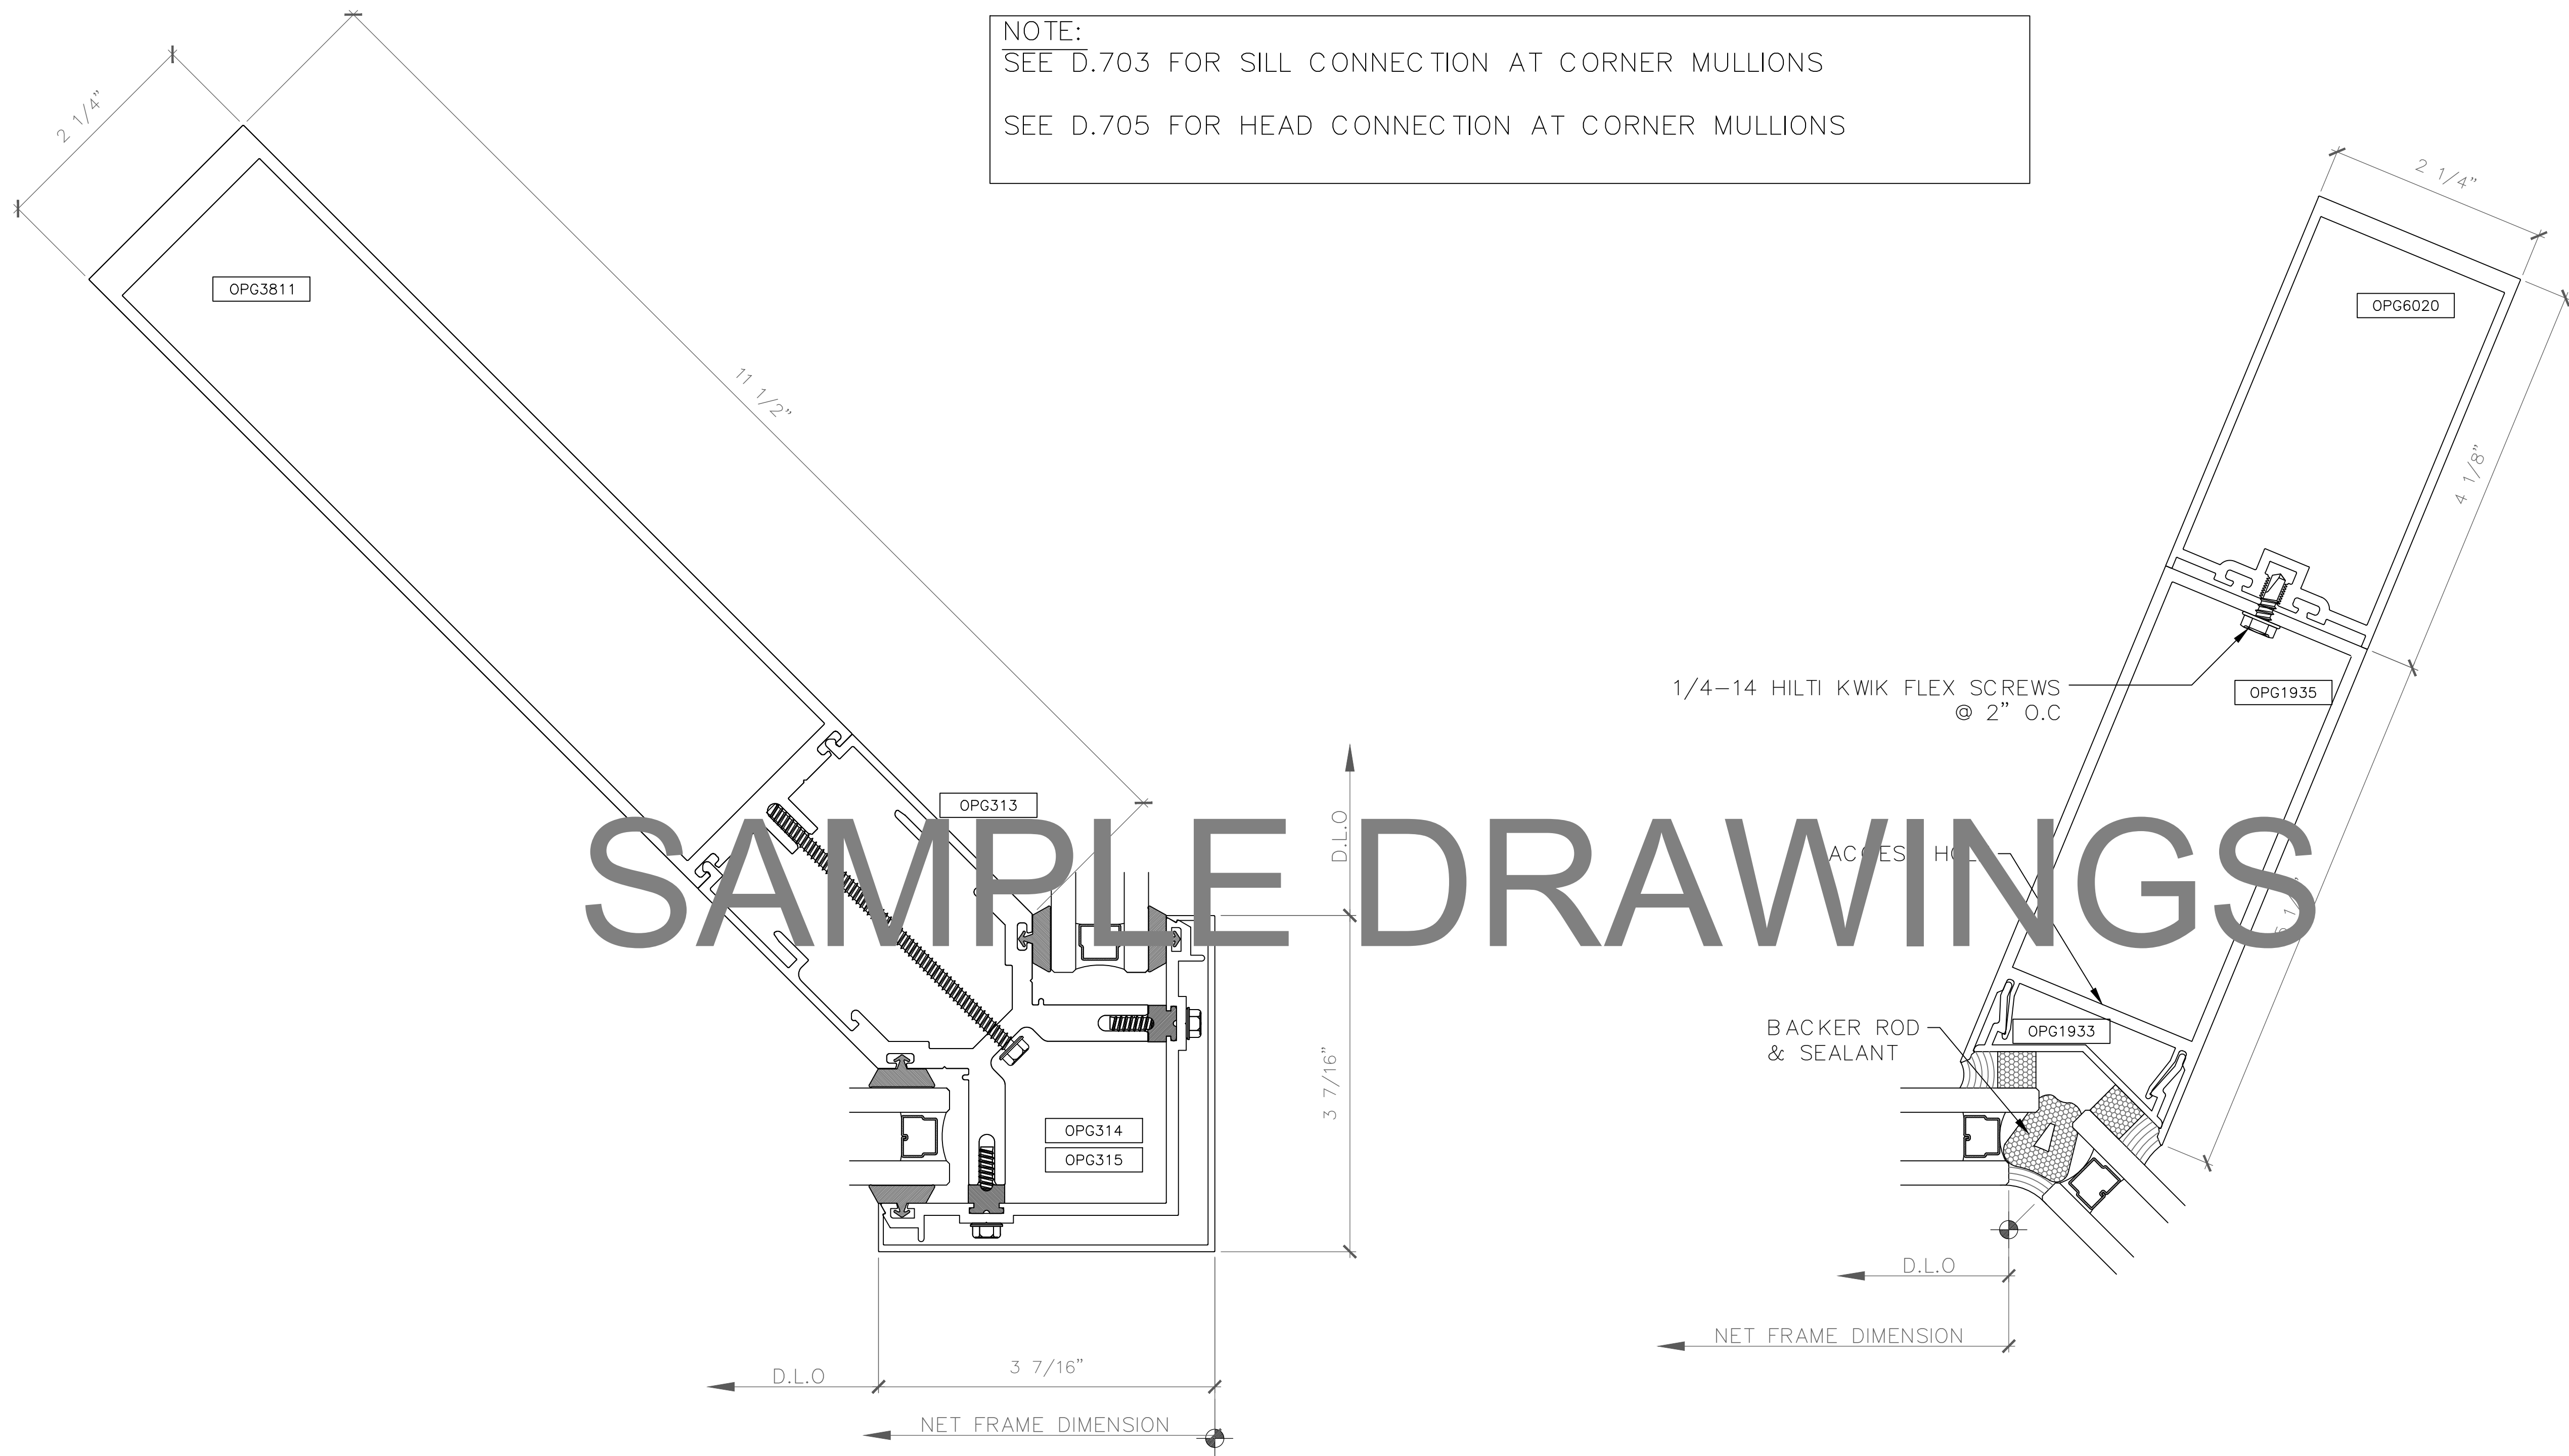 NOTE:
SEE D.703 FOR SILL CONNECTION AT CORNER MULLIONS
SEE D.705 FOR HEAD CONNECTION AT CORNER MULLIONS
2 1/4"
11 1/2"
OPG3811
OPG313
D.L.O
3 7/16"
OPG314
OPG315
D.L.O
3 7/16"
NET FRAME DIMENSION
SAMPLE DRAWINGS
2 1/4"
OPG6020
4 1/8"
1/4-14 HILTI KWIK FLEX SCREWS
@ 2" O.C
OPG1935
BACKER ROD
& SEALANT
OPG1933
D.L.O
NET FRAME DIMENSION